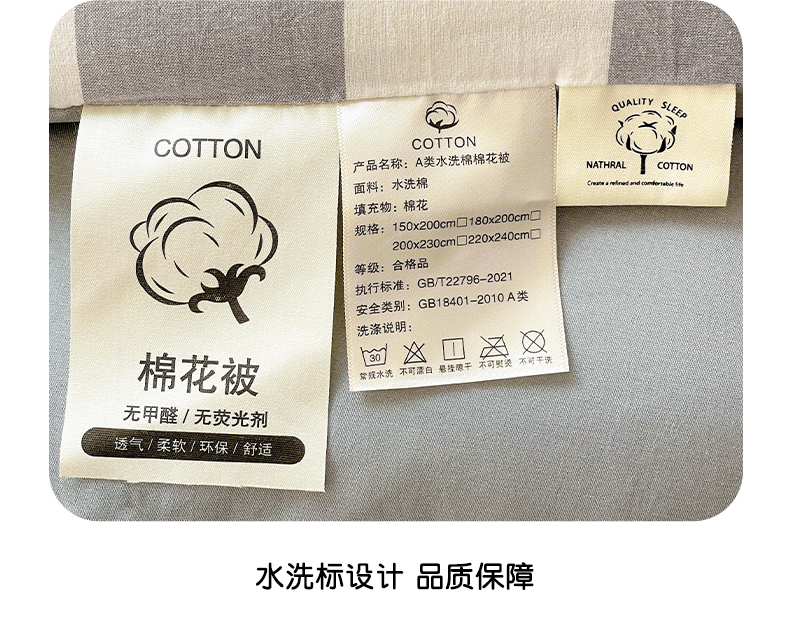 COTTON
棉花被
无甲醛 / 无荧光剂
透气 / 柔软 / 环保 / 舒适
COTTON
产品名称：A类水洗棉棉花被
面料：水洗棉
填充物：棉花
规格：150x200cm□180x200cm□
200x230cm□220x240cm□
等级：合格品
执行标准：GB/T22796-2021
安全类别：GB18401-2010 A类
洗涤说明：
30
常规水洗 不可漂白 悬挂晾干 不可熨烫 不可干洗
QUALITY SLEEP
NATHRAL COTTON
Create a refined and comfortable life
水洗标设计 品质保障